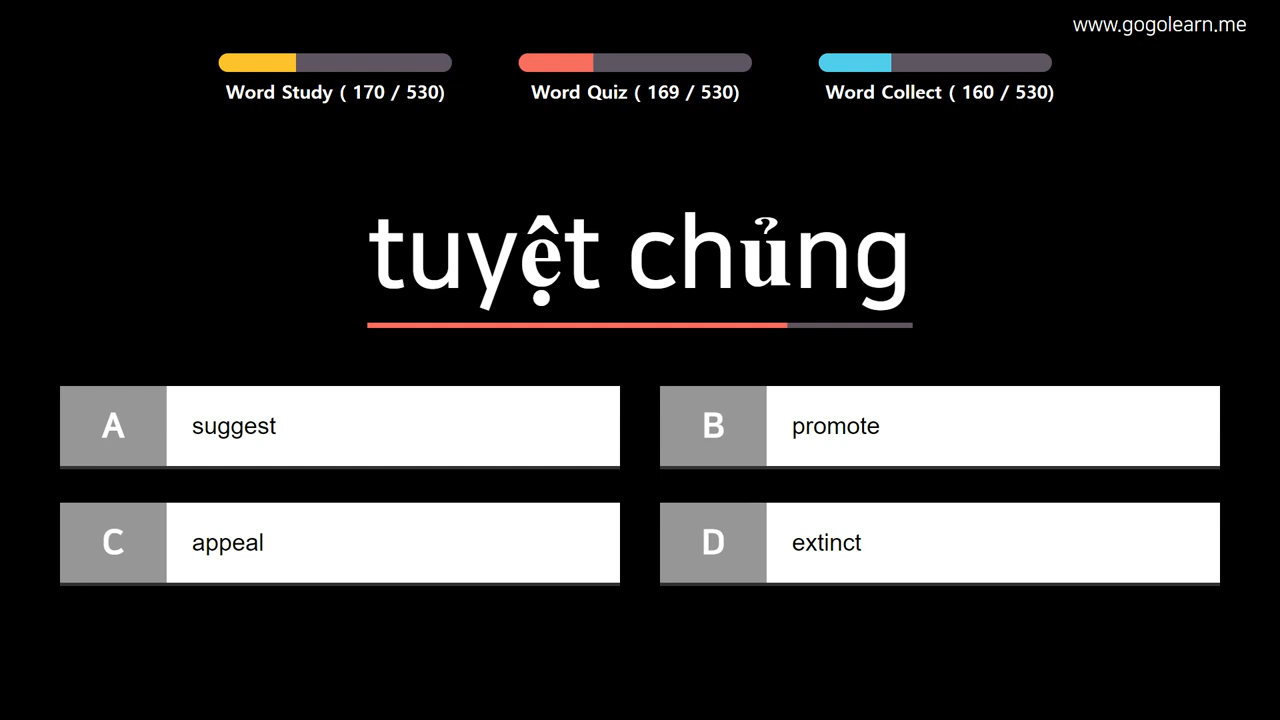 www.gogolearn.me
Word Study ( 170 / 530)
Word Quiz ( 169 / 530)
Word Collect ( 160 / 530)
tuyệt chủng
A suggest
B promote
C appeal
D extinct